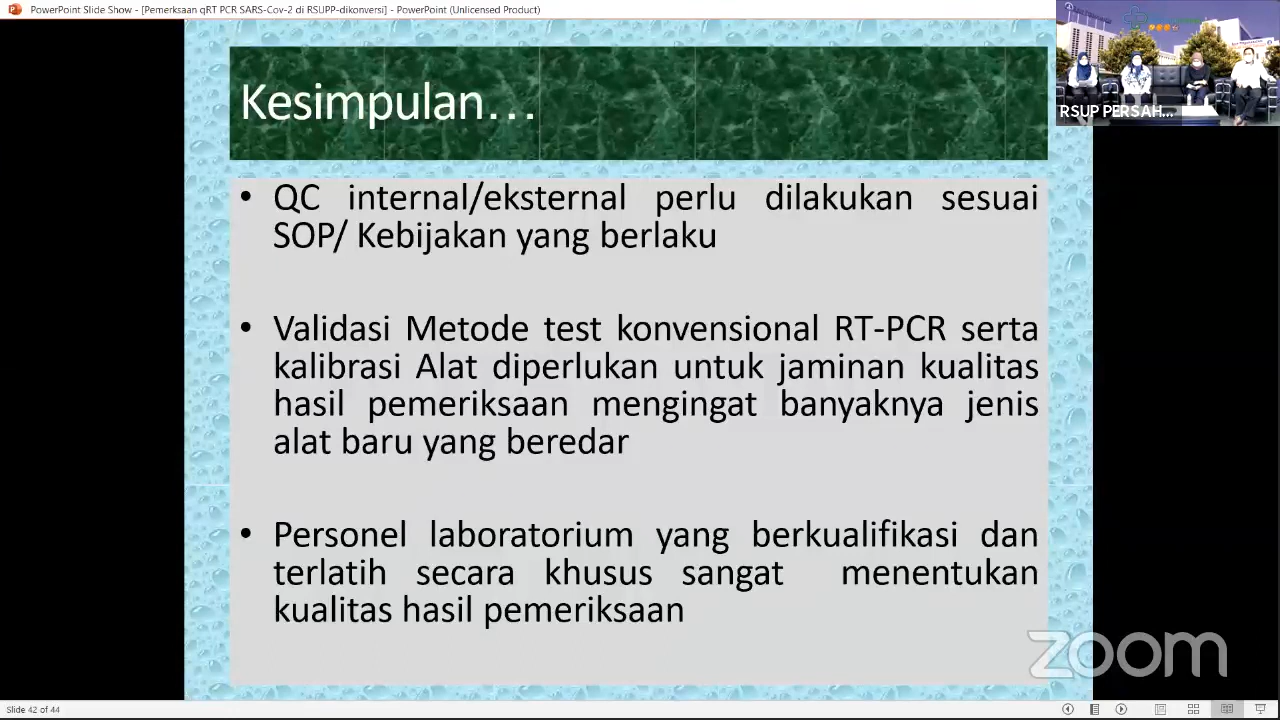 PowerPoint Slide Show - [Pemerksaan qRT PCR SARS-Cov-2 di RSUPP-dikonversi] - PowerPoint (Unlicensed Product)
RSUP PERSAH...
Kesimpulan...
• QC internal/eksternal perlu dilakukan sesuai
SOP/ Kebijakan yang berlaku
• Validasi Metode test konvensional RT-PCR serta
kalibrasi Alat diperlukan untuk jaminan kualitas
hasil pemeriksaan mengingat banyaknya jenis
alat baru yang beredar
• Personel laboratorium yang berkualifikasi dan
terlatih secara khusus sangat menentukan
kualitas hasil pemeriksaan
zoom
Slide 42 of 44